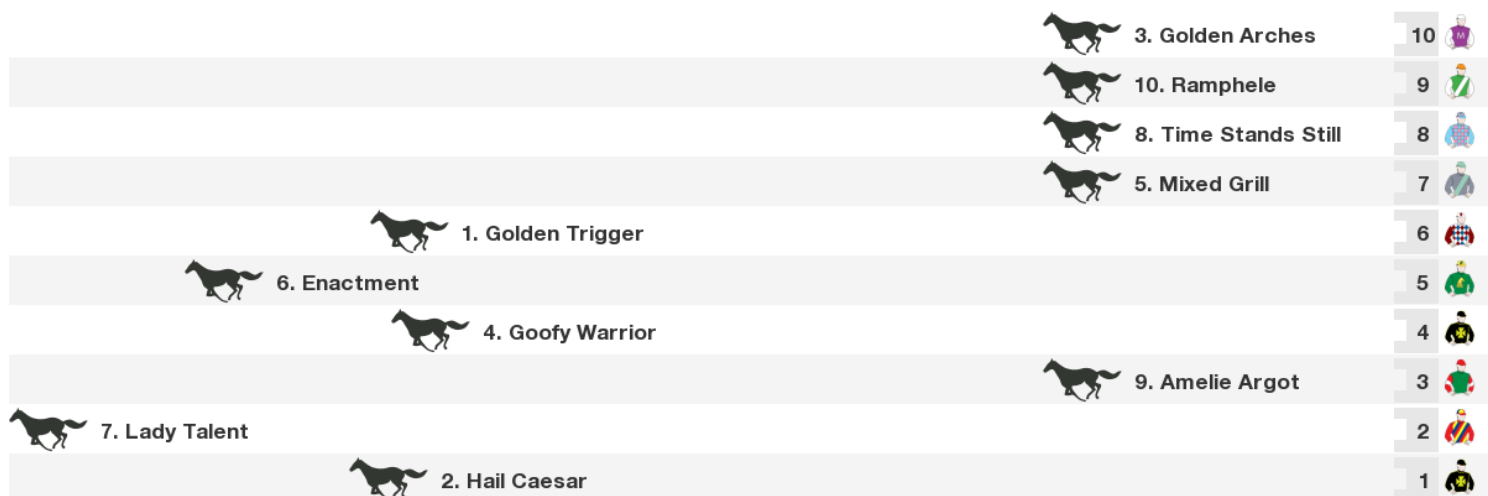 3. Golden Arches 10
10. Ramphele 9
8. Time Stands Still 8
5. Mixed Grill 7
1. Golden Trigger 6
6. Enactment 5
4. Goofy Warrior 4
9. Amelie Argot 3
7. Lady Talent 2
2. Hail Caesar 1